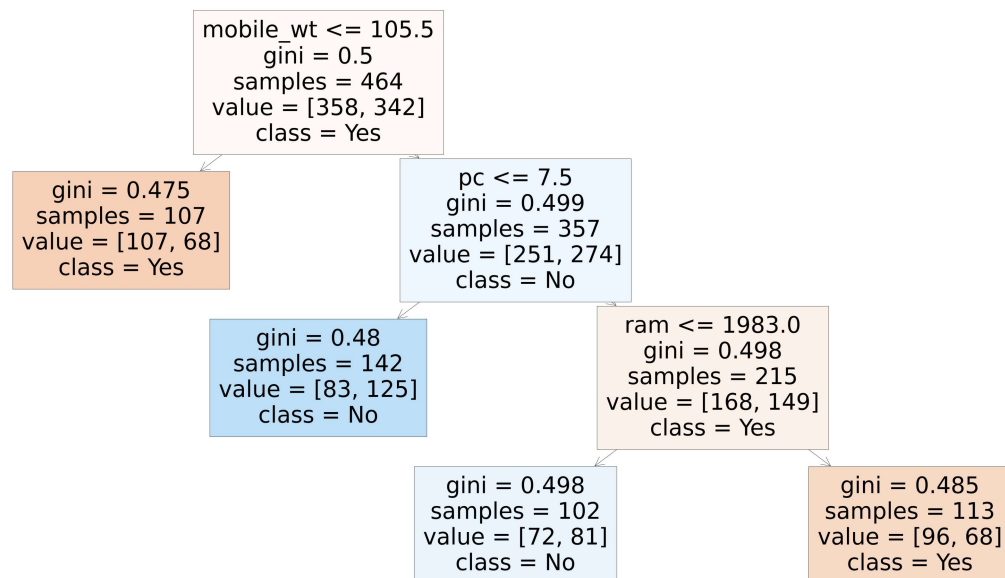 mobile_wt <= 105.5
gini = 0.5
samples = 464
value = [358, 342]
class = Yes
gini = 0.475
samples = 107
value = [107, 68]
class = Yes
pc <= 7.5
gini = 0.499
samples = 357
value = [251, 274]
class = No
gini = 0.48
samples = 142
value = [83, 125]
class = No
ram <= 1983.0
gini = 0.498
samples = 215
value = [168, 149]
class = Yes
gini = 0.498
samples = 102
value = [72, 81]
class = No
gini = 0.485
samples = 113
value = [96, 68]
class = Yes